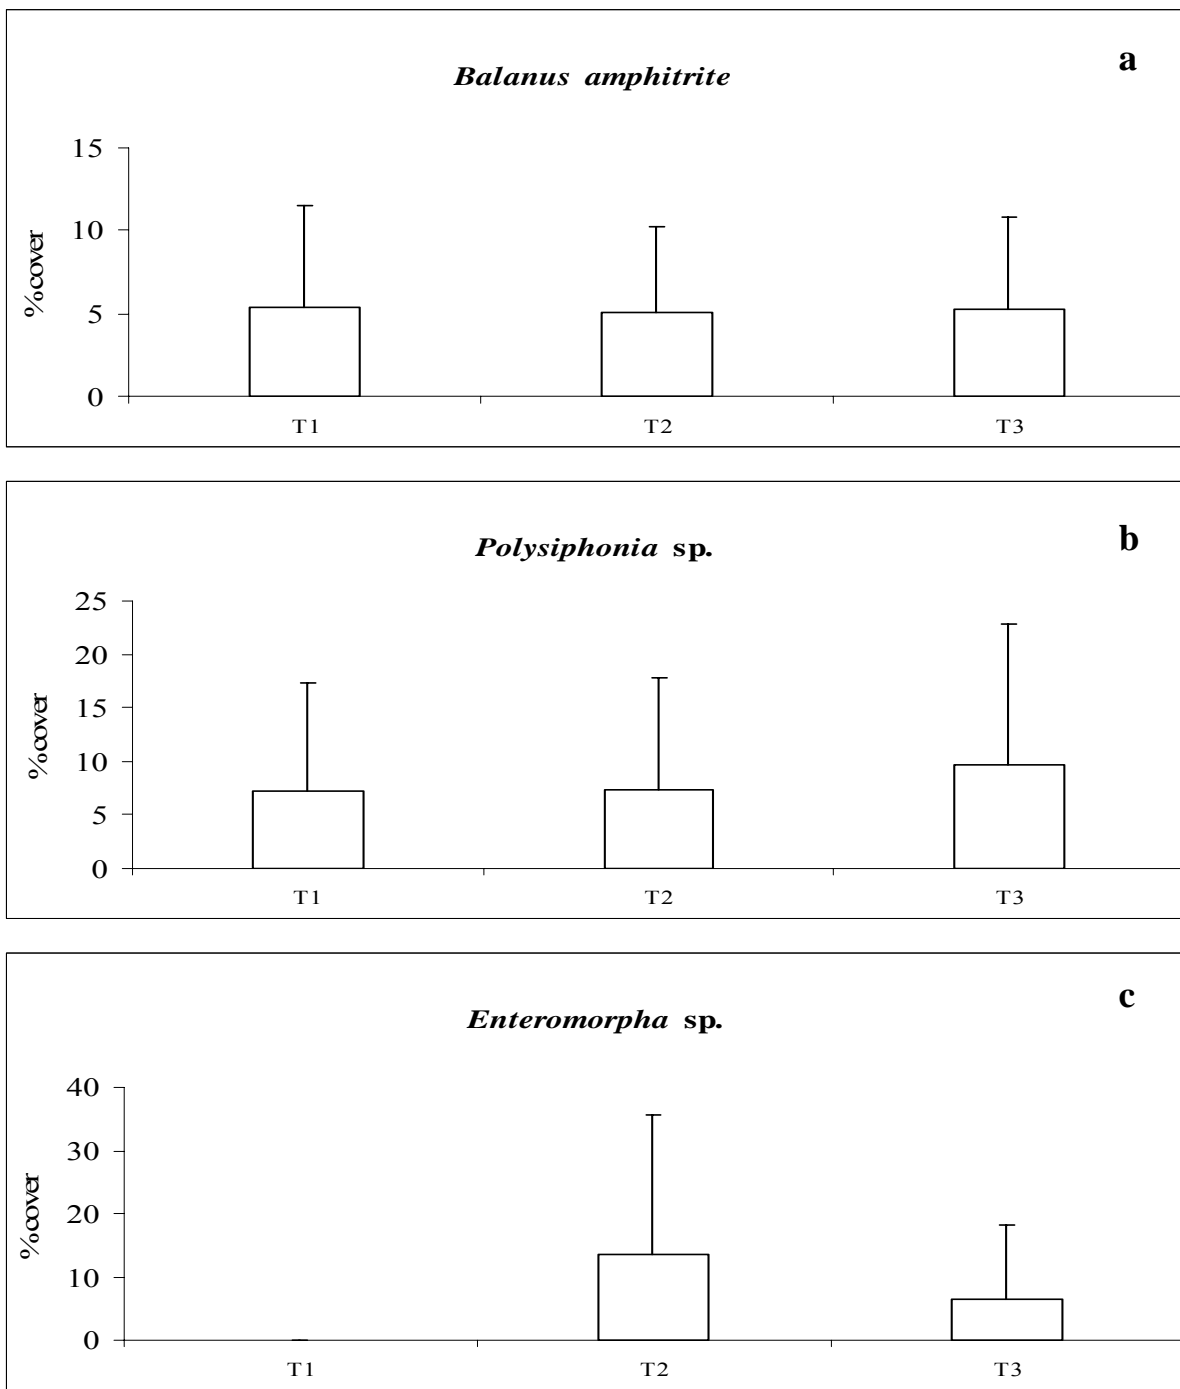 a
Balanus amphitrite
15
10
5
0
%cover
T1 T2 T3
b
Polysiphonia sp.
25
20
15
10
5
0
%cover
T1 T2 T3
c
Enteromorpha sp.
40
30
20
10
0
%cover
T1 T2 T3